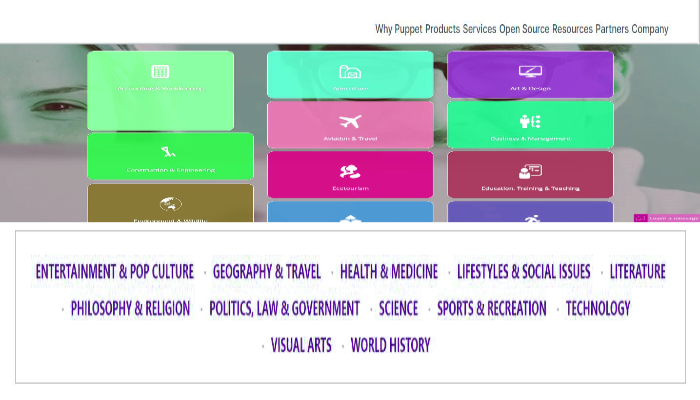 Why Puppet Products Services Open Source Resources Partners Company
Art & Design
Aviation & Travel
Business & Management
Construction & Engineering
Ecotourism
Education, Training & Teaching
Environment & Wildlife
Leave a message
ENTERTAINMENT & POP CULTURE · GEOGRAPHY & TRAVEL · HEALTH & MEDICINE · LIFESTYLES & SOCIAL ISSUES · LITERATURE
· PHILOSOPHY & RELIGION · POLITICS, LAW & GOVERNMENT · SCIENCE · SPORTS & RECREATION · TECHNOLOGY
· VISUAL ARTS · WORLD HISTORY